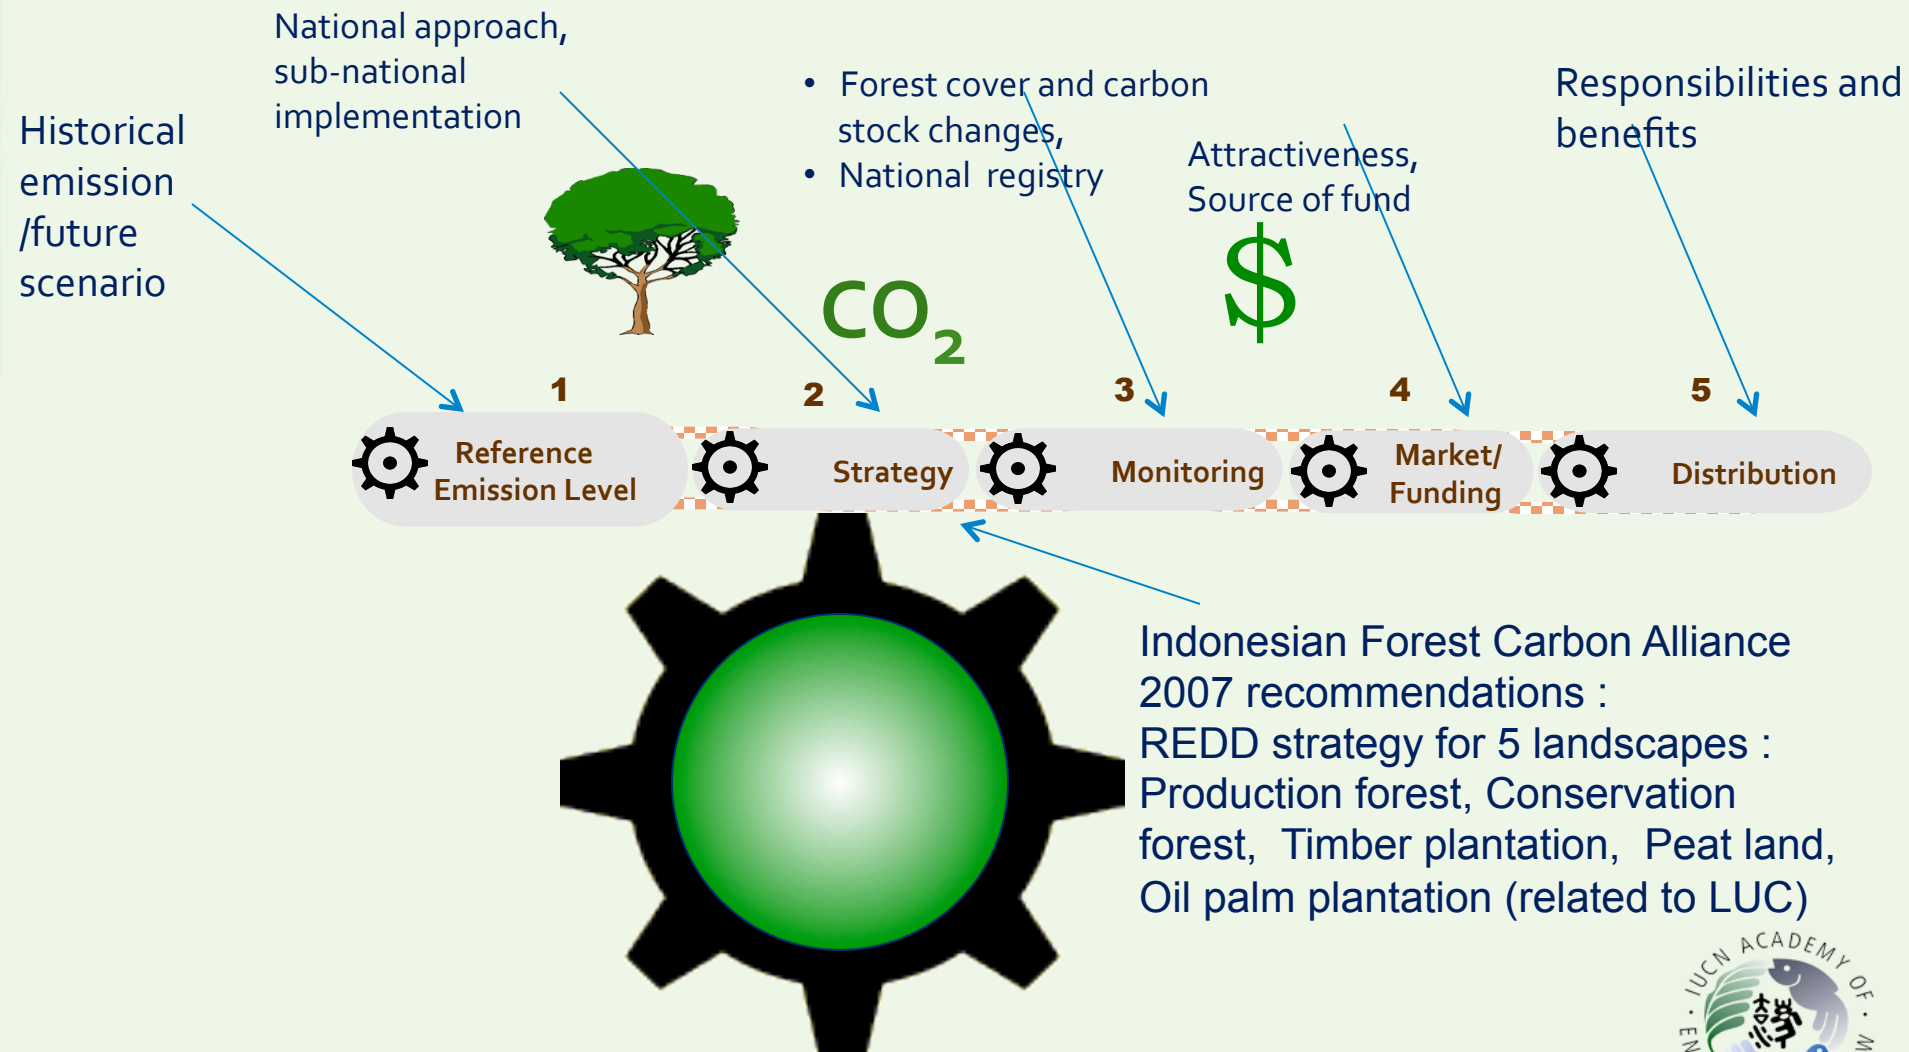 National approach,
sub-national
implementation
Historical
emission
/future
scenario
• Forest cover and carbon
stock changes,
• National registry
Attractiveness,
Source of fund
Responsibilities and
benefits
CO₂
$
1
2
3
4
5
Reference
Emission Level
Strategy
Monitoring
Market/
Funding
Distribution
Indonesian Forest Carbon Alliance
2007 recommendations :
REDD strategy for 5 landscapes :
Production forest, Conservation
forest, Timber plantation, Peat land,
Oil palm plantation (related to LUC)
IUCN ACADEMY OF